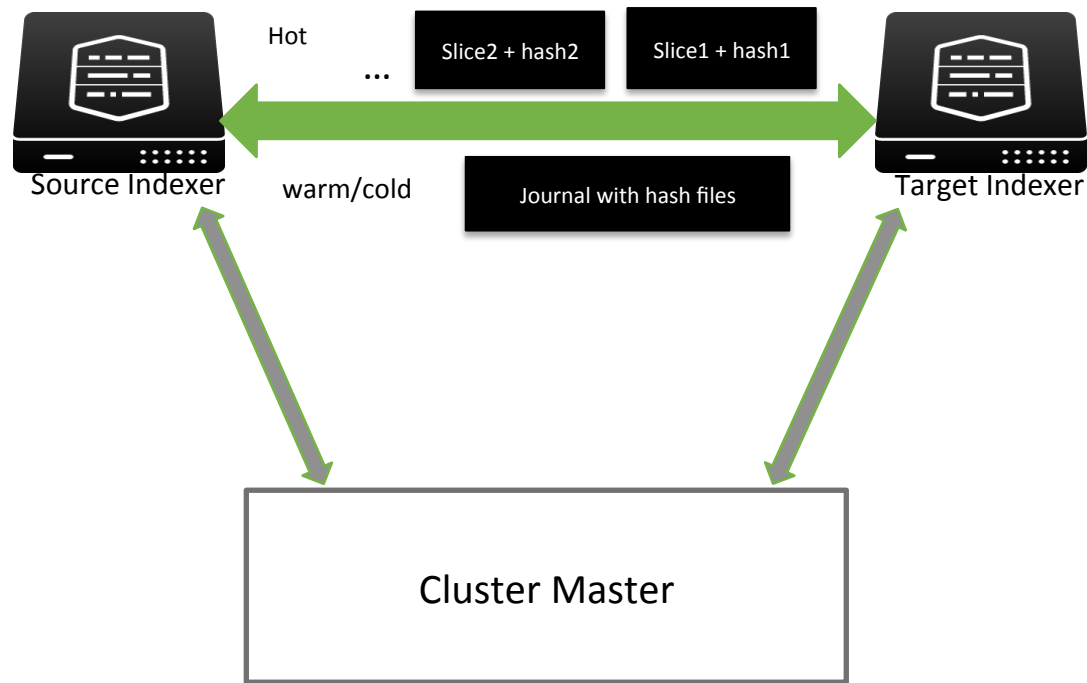 Hot
...
Slice2 + hash2
Slice1 + hash1
Source Indexer
warm/cold
Journal with hash files
Target Indexer
Cluster Master